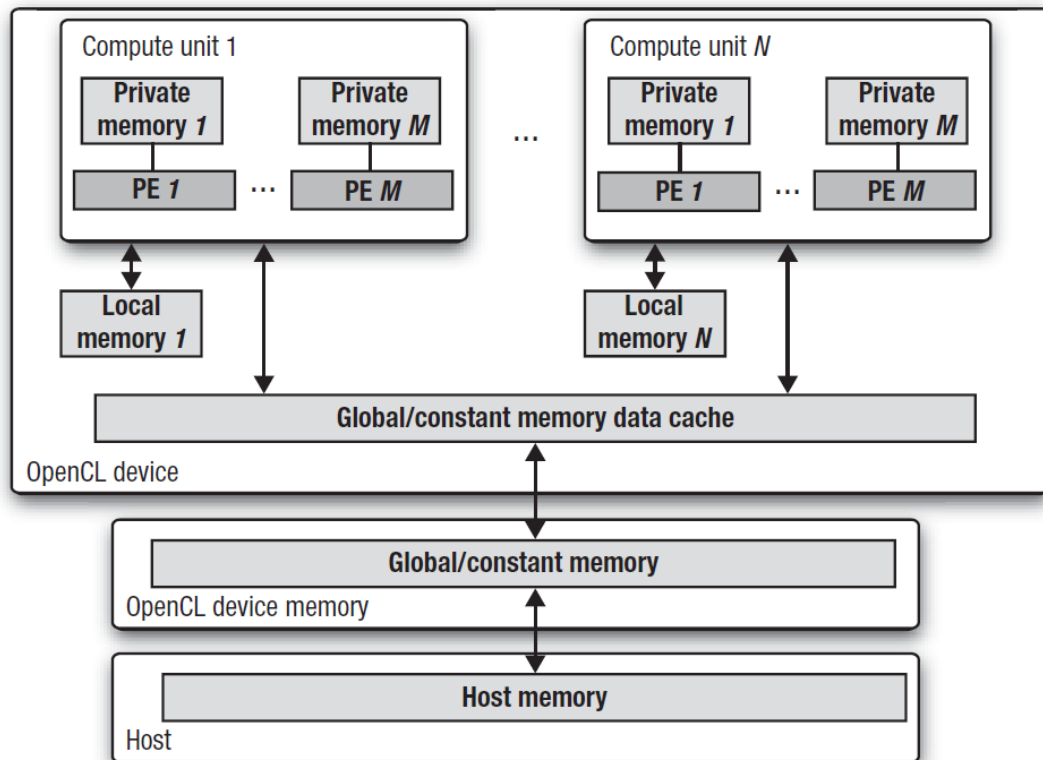 Compute unit 1
Compute unit N
Private
memory 1
Private
memory M
Private
memory 1
Private
memory M
...
PE 1
...
PE M
PE 1
...
PE M
Local
memory 1
Local
memory N
Global/constant memory data cache
OpenCL device
Global/constant memory
OpenCL device memory
Host memory
Host